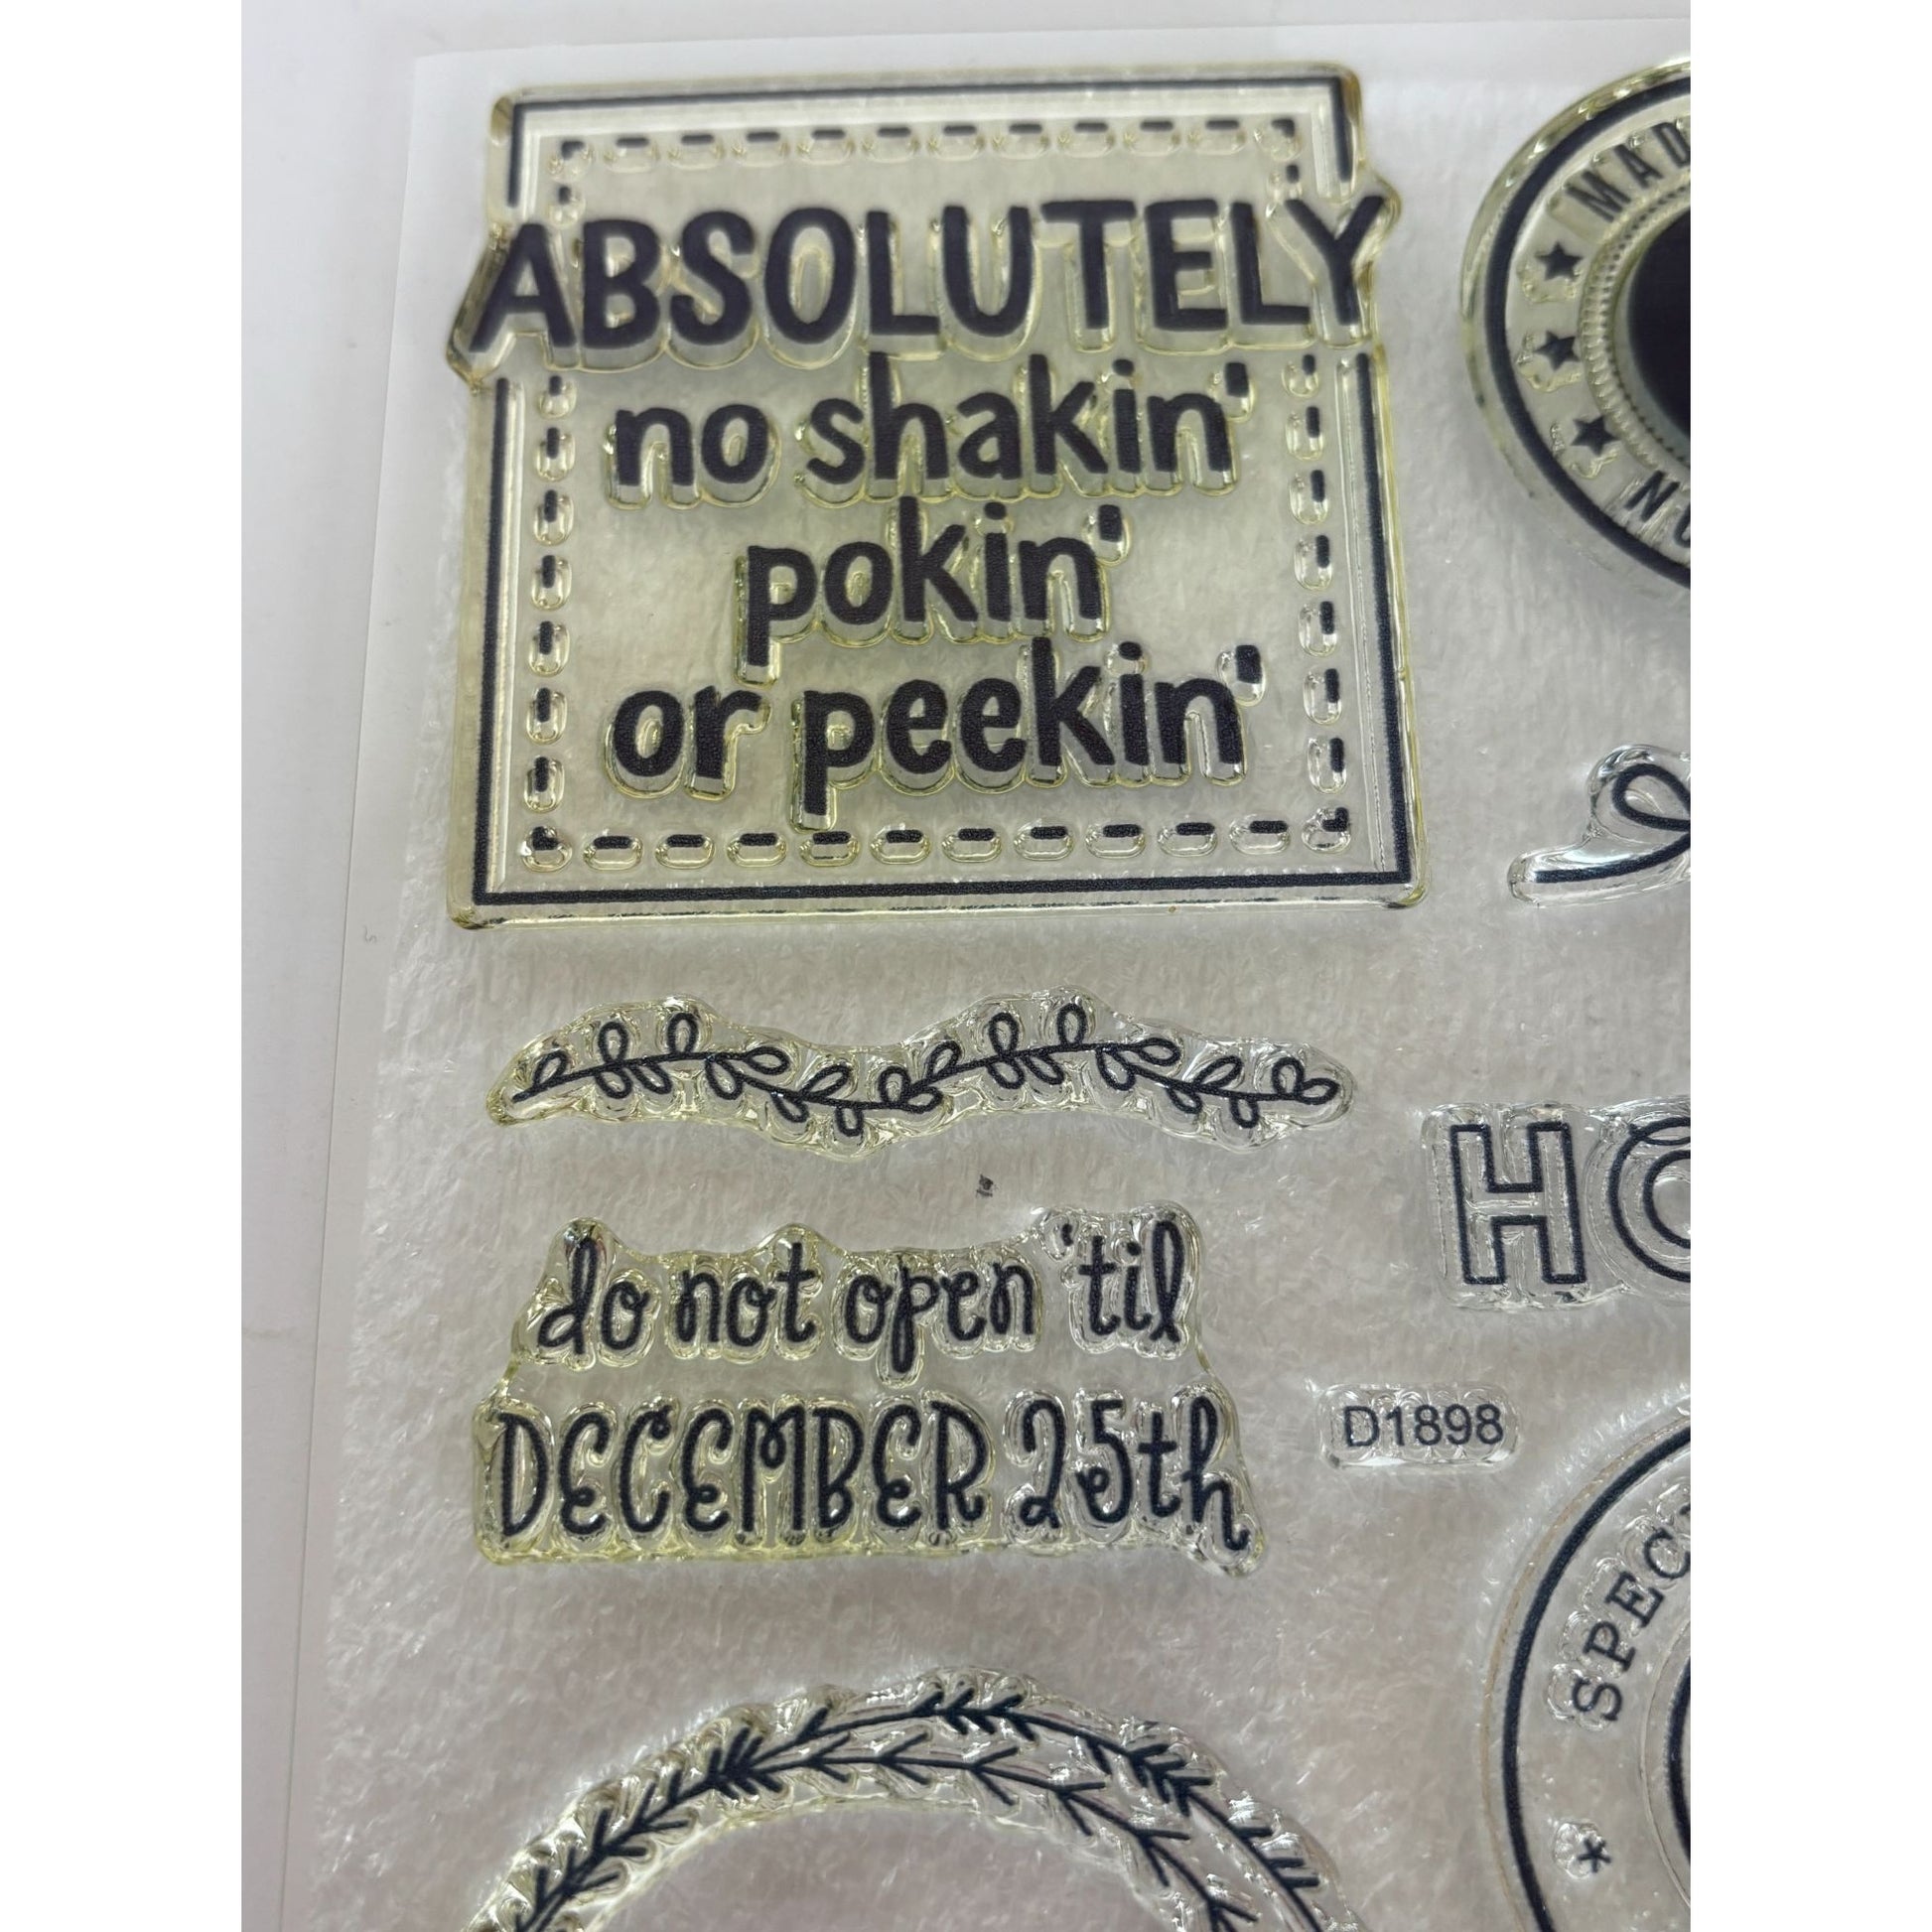 ABSOLUTELY
no shakin'
pokin'
or peekin'
do not open 'til
DECEMBER 25th
D1898